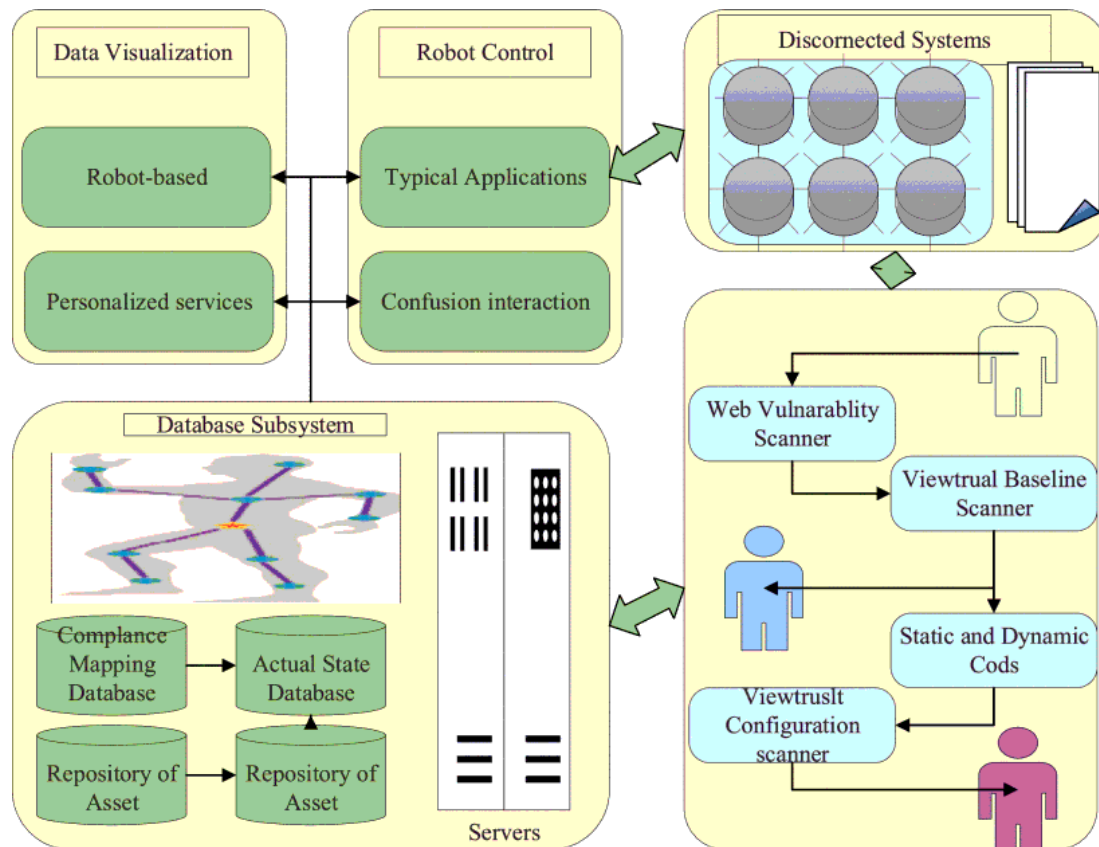 Data Visualization
Robot-based
Personalized services
Robot Control
Typical Applications
Confusion interaction
Discornected Systems
Web Vulnarablity
Scanner
Viewtrual Baseline
Scanner
Static and Dynamic
Cods
Viewtruslt
Configuration
scanner
Database Subsystem
Complance
Mapping
Database
Actual State
Database
Repository of
Asset
Repository of
Asset
Servers